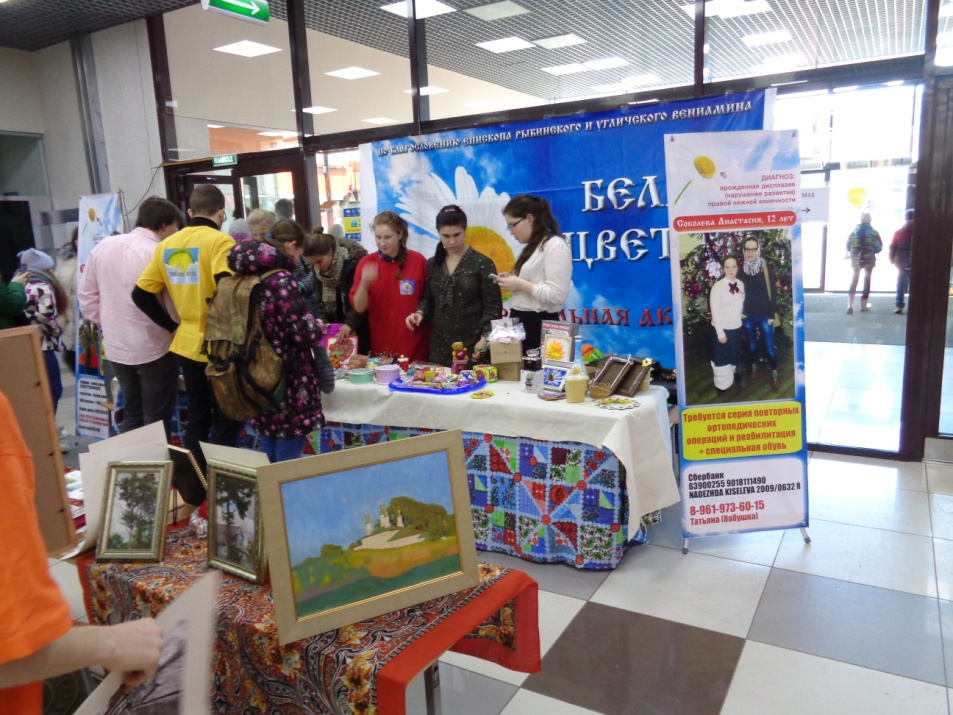 ПО БЛАГОСЛОВЕНИЮ ЕПИСКОПА РЫБИНСКОГО И УГЛИЧСКОГО ВЕНИАМИНА
БЕЛ
ЦВЕТ
ЛЬНАЯ АК
ДИАГНОЗ:
врожденная дисплазия
(нарушение развития)
правой нижней конечности
СОБОЛЕВА АНАСТАСИЯ, 12 ЛЕТ
Требуется серия повторных
ортопедических
операций и реабилитация
+ специальная обувь
Сбербанк
63900255 9018111490
NADEZHDA KISELEVA 2009/0632 R
8-961-973-60-15
Татьяна (бабушка)